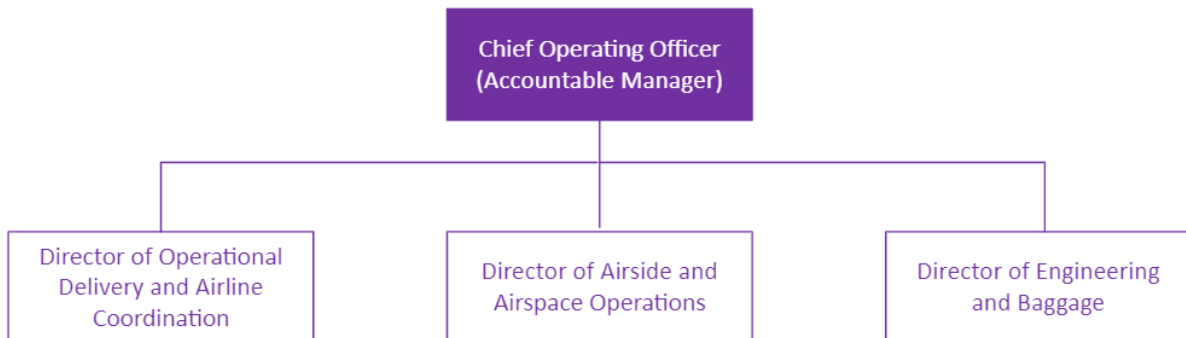 Chief Operating Officer
(Accountable Manager)
Director of Operational
Delivery and Airline
Coordination
Director of Airside and
Airspace Operations
Director of Engineering
and Baggage